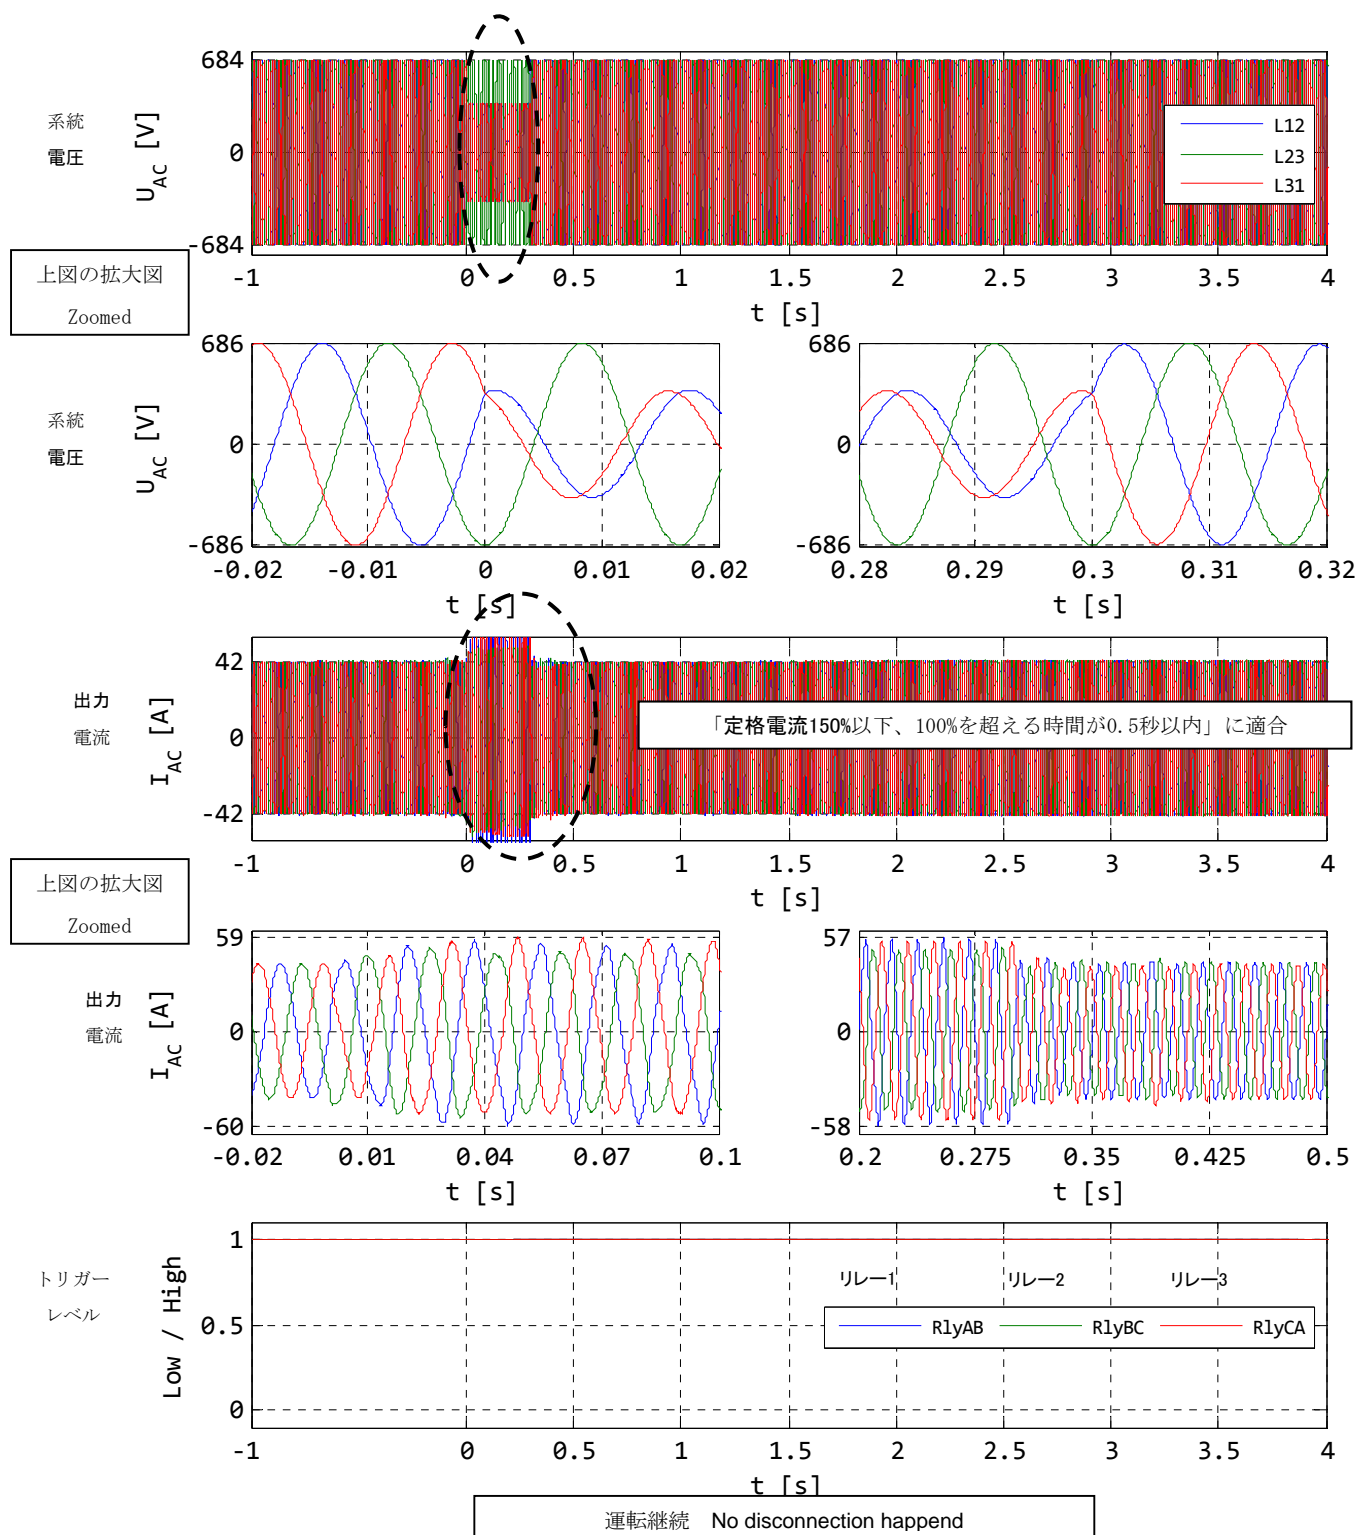 684
0
-684
系統
電圧
U_AC [V]
L12
L23
L31
-1 0 0.5 1 1.5 2 2.5 3 3.5 4
t [s]
上図の拡大図
Zoomed
686
0
-686
系統
電圧
U_AC [V]
-0.02 -0.01 0 0.01 0.02
t [s]
686
0
-686
0.28 0.29 0.3 0.31 0.32
t [s]
42
0
-42
出力
電流
I_AC [A]
「定格電流150%以下、100%を超える時間が0.5秒以内」に適合
-1 0 0.5 1 1.5 2 2.5 3 3.5 4
t [s]
上図の拡大図
Zoomed
59
0
-60
出力
電流
I_AC [A]
-0.02 0.01 0.04 0.07 0.1
t [s]
57
0
-58
0.2 0.275 0.35 0.425 0.5
t [s]
1
0.5
0
トリガー
レベル
Low / High
リレー1 リレー2 リレー3
RlyAB RlyBC RlyCA
-1 0 0.5 1 1.5 2 2.5 3 3.5 4
t [s]
運転継続 No disconnection happend